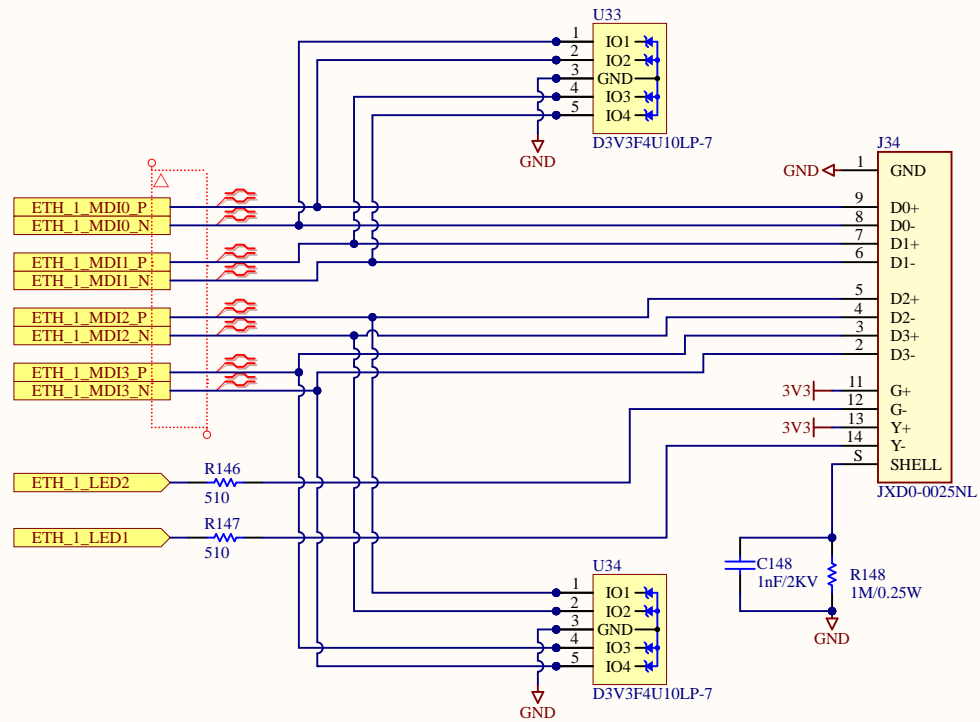 U33
1 IO1
2 IO2
3 GND
4 IO3
5 IO4
D3V3F4U10LP-7
GND
J34
GND 1 GND
ETH_1_MDI0_P 9 D0+
ETH_1_MDI0_N 8 D0-
7 D1+
ETH_1_MDI1_P 6 D1-
ETH_1_MDI1_N
5 D2+
ETH_1_MDI2_P 4 D2-
ETH_1_MDI2_N 3 D3+
2 D3-
ETH_1_MDI3_P
ETH_1_MDI3_N 3V3 11 G+
12 G-
3V3 13 Y+
14 Y-
S SHELL
JXD0-0025NL
R146
ETH_1_LED2
510
R147
ETH_1_LED1
510
C148
1nF/2KV
R148
1M/0.25W
GND
U34
1 IO1
2 IO2
3 GND
4 IO3
5 IO4
D3V3F4U10LP-7
GND